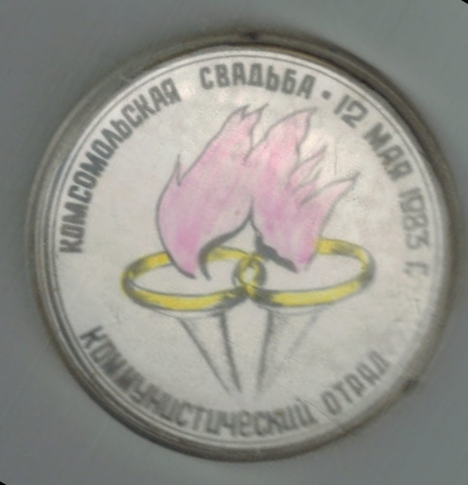 КОМСОМОЛЬСКАЯ СВАДЬБА • 12 МАЯ 1983 Г.
КОММУНИСТИЧЕСКИЙ ОТРЯД